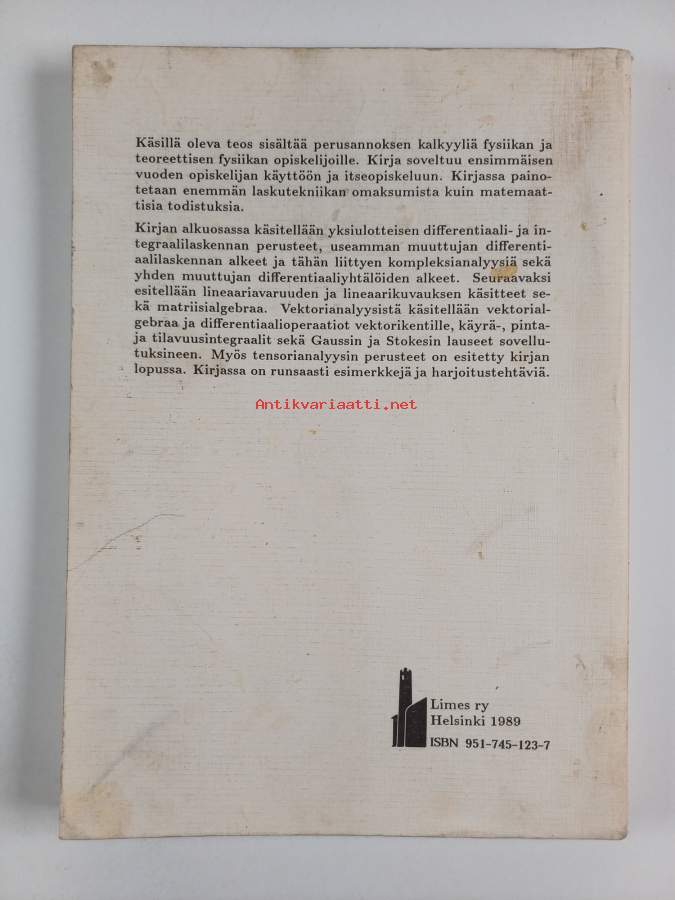 Käsillä oleva teos sisältää perusannoksen kalkyyliä fysiikan ja
teoreettisen fysiikan opiskelijoille. Kirja soveltuu ensimmäisen
vuoden opiskelijan käyttöön ja itseopiskeluun. Kirjassa paino-
tetaan enemmän laskutekniikan omaksumista kuin matemaat-
tisia todistuksia.
Kirjan alkuosassa käsitellään yksiulotteisen differentiaali- ja in-
tegraalilaskennan perusteet, useamman muuttujan differenti-
aalilaskennan alkeet ja tähän liittyen kompleksianalyysiä sekä
yhden muuttujan differentiaaliyhtälöiden alkeet. Seuraavaksi
esitellään lineaariavaruuden ja lineaarikuvauksen käsitteet se-
kä matriisialgebraa. Vektorianalyysistä käsitellään vektorial-
gebraa ja differentiaalioperaatiot vektorikentille, käyrä-, pinta-
ja tilavuusintegraalit sekä Gaussin ja Stokesin lauseet sovellu-
tuksineen. Myös tensorianalyysin perusteet on esitetty kirjan
lopussa. Kirjassa on runsaasti esimerkkejä ja harjoitustehtäviä.
Antikvariaatti.net
Limes ry
Helsinki 1989
ISBN 951-745-123-7